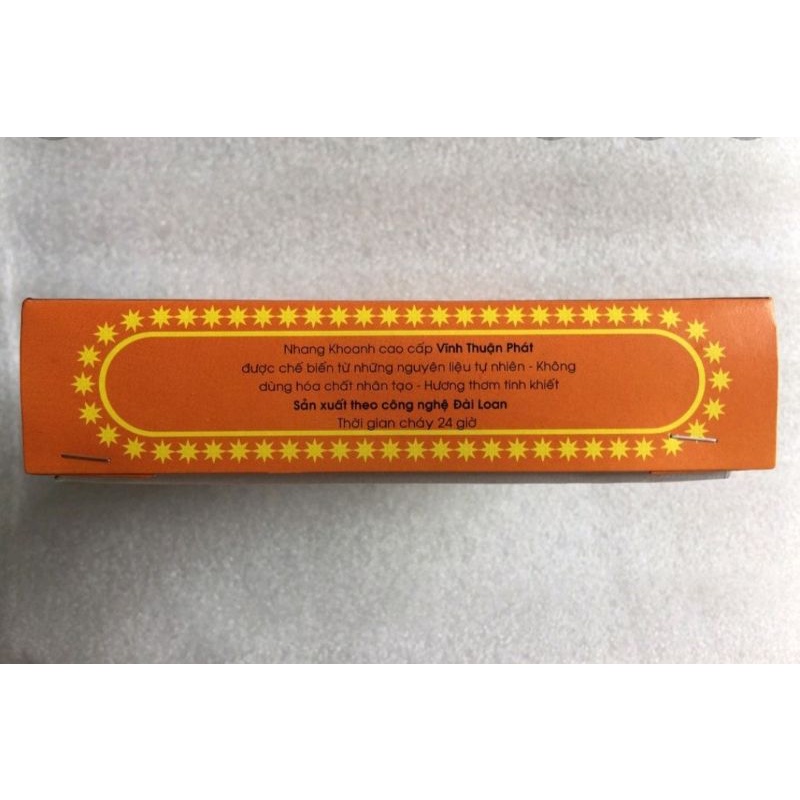 Nhang Khoanh cao cấp Vĩnh Thuận Phát
được chế biến từ những nguyên liệu tự nhiên - Không
dùng hóa chất nhân tạo - Hương thơm tinh khiết
Sản xuất theo công nghệ Đài Loan
Thời gian cháy 24 giờ